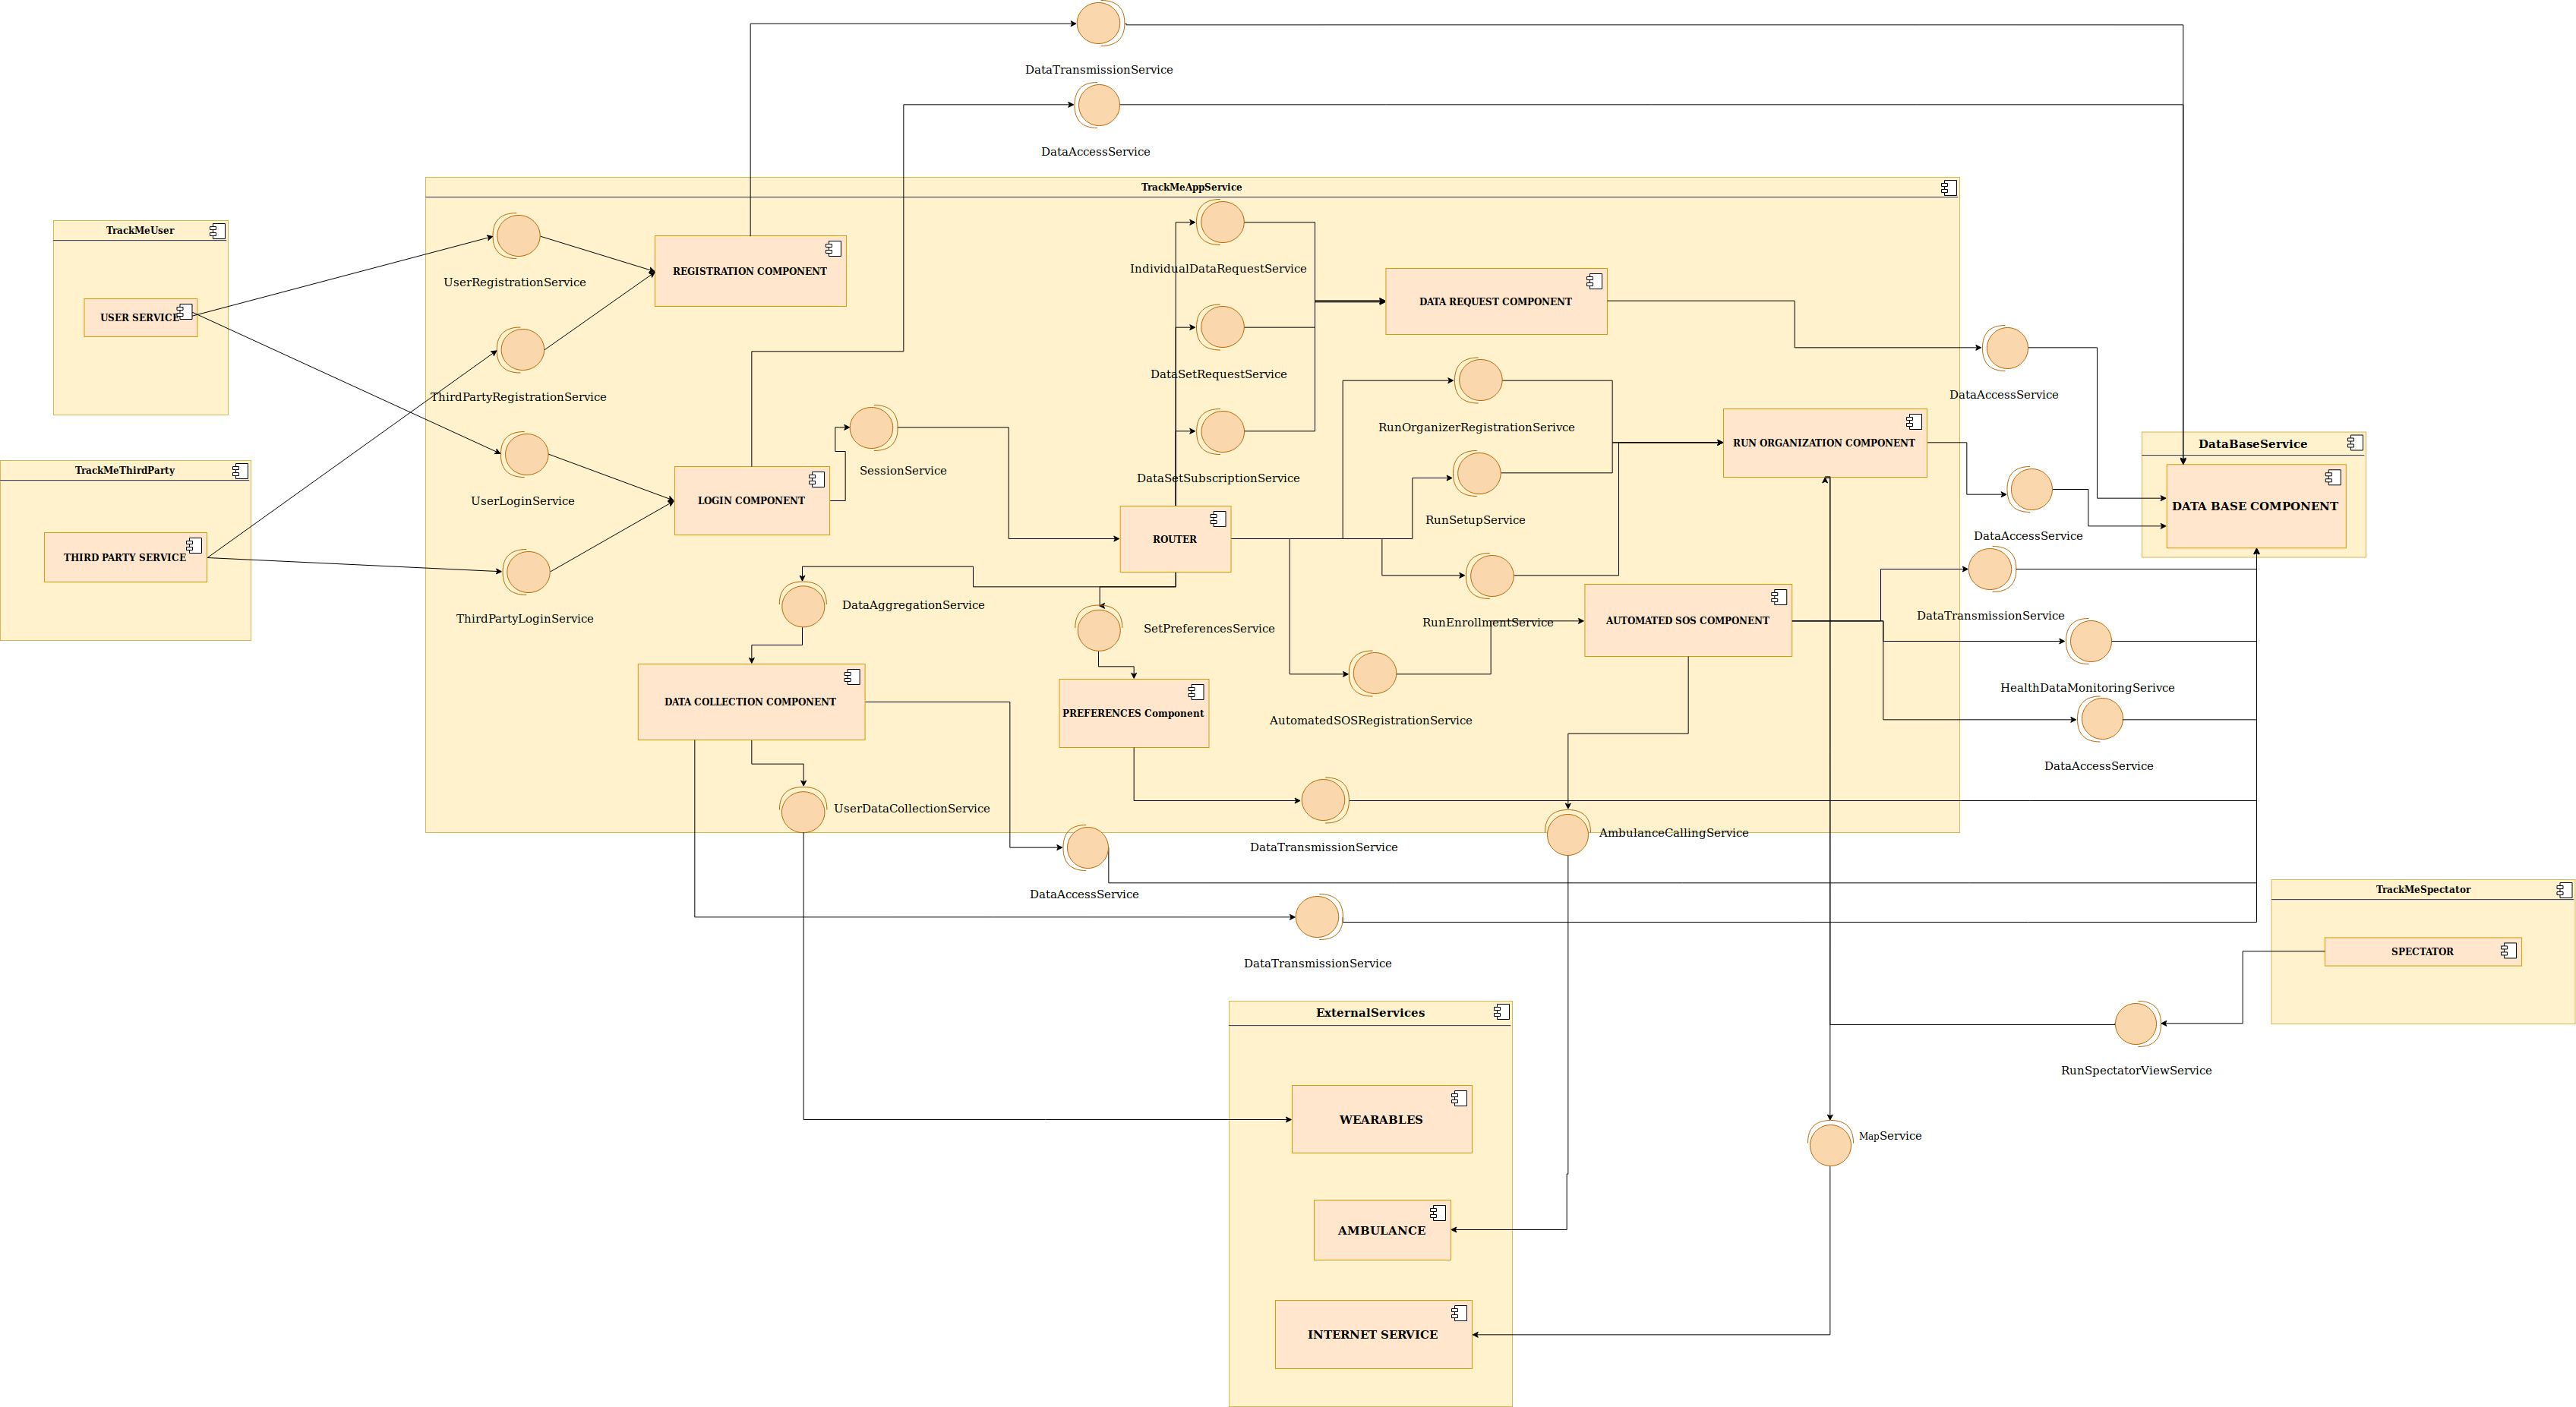 DataTransmissionService
DataAccessService
TrackMeAppService
TrackMeUser
USER SERVICE
UserRegistrationService
REGISTRATION COMPONENT
IndividualDataRequestService
DATA REQUEST COMPONENT
ThirdPartyRegistrationService
DataSetRequestService
DataAccessService
RunOrganizerRegistrationSerivce
RUN ORGANIZATION COMPONENT
DataBaseService
DATA BASE COMPONENT
TrackMeThirdParty
THIRD PARTY SERVICE
UserLoginService
LOGIN COMPONENT
SessionService
DataSetSubscriptionService
RunSetupService
DataAccessService
ROUTER
ThirdPartyLoginService
DataAggregationService
SetPreferencesService
RunEnrollmentService
AUTOMATED SOS COMPONENT
DataTransmissionService
HealthDataMonitoringSerivce
DATA COLLECTION COMPONENT
PREFERENCES Component
AutomatedSOSRegistrationService
DataAccessService
UserDataCollectionService
DataTransmissionService
AmbulanceCallingService
DataAccessService
DataTransmissionService
TrackMeSpectator
SPECTATOR
ExternalServices
RunSpectatorViewService
WEARABLES
MapService
AMBULANCE
INTERNET SERVICE